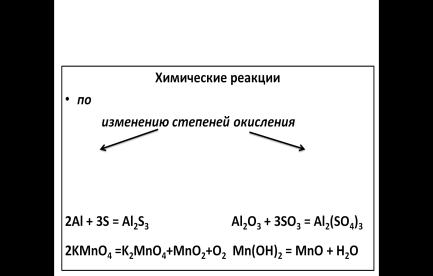 Химические реакции
• по
изменению степеней окисления
2Al + 3S = Al₂S₃ Al₂O₃ + 3SO₃ = Al₂(SO₄)₃
2KMnO₄ =K₂MnO₄+MnO₂+O₂ Mn(OH)₂ = MnO + H₂O